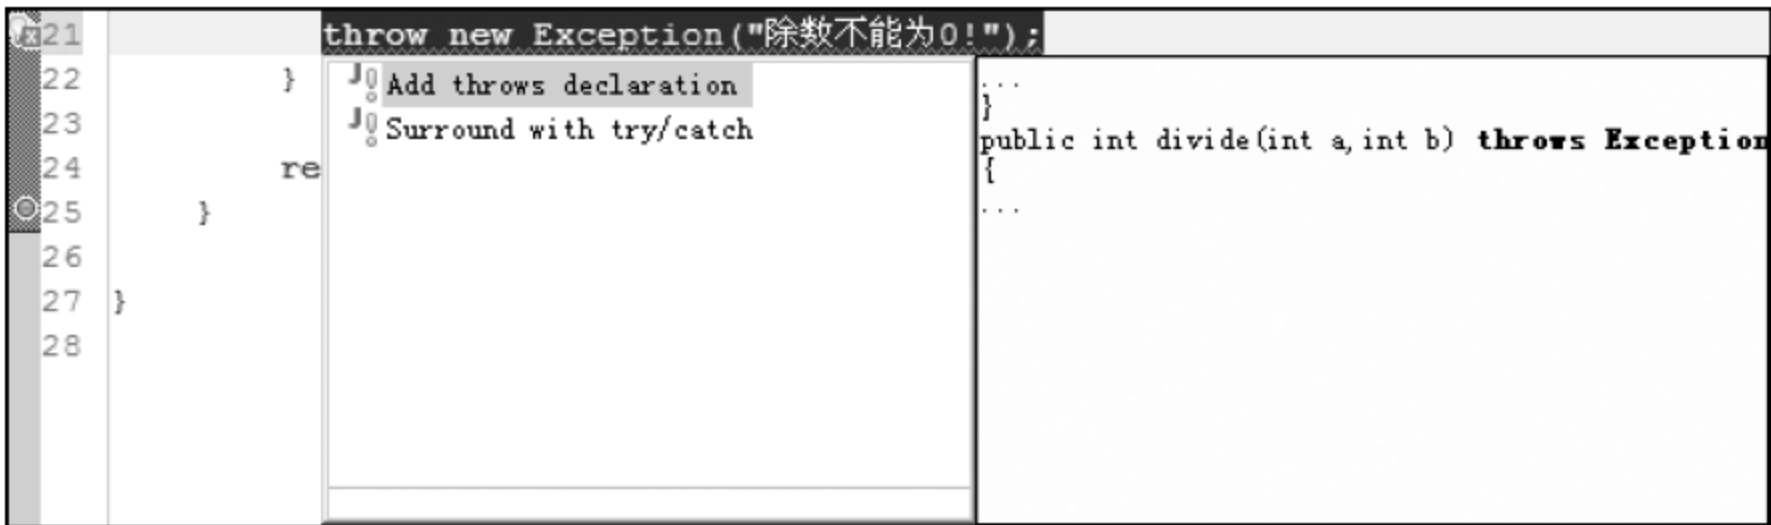 21 throw new Exception("除数不能为0!");
22 }
23
24 re
25 }
26
27 }
28
Add throws declaration
Surround with try/catch
...
}
public int divide(int a,int b) throws Exception
{
...